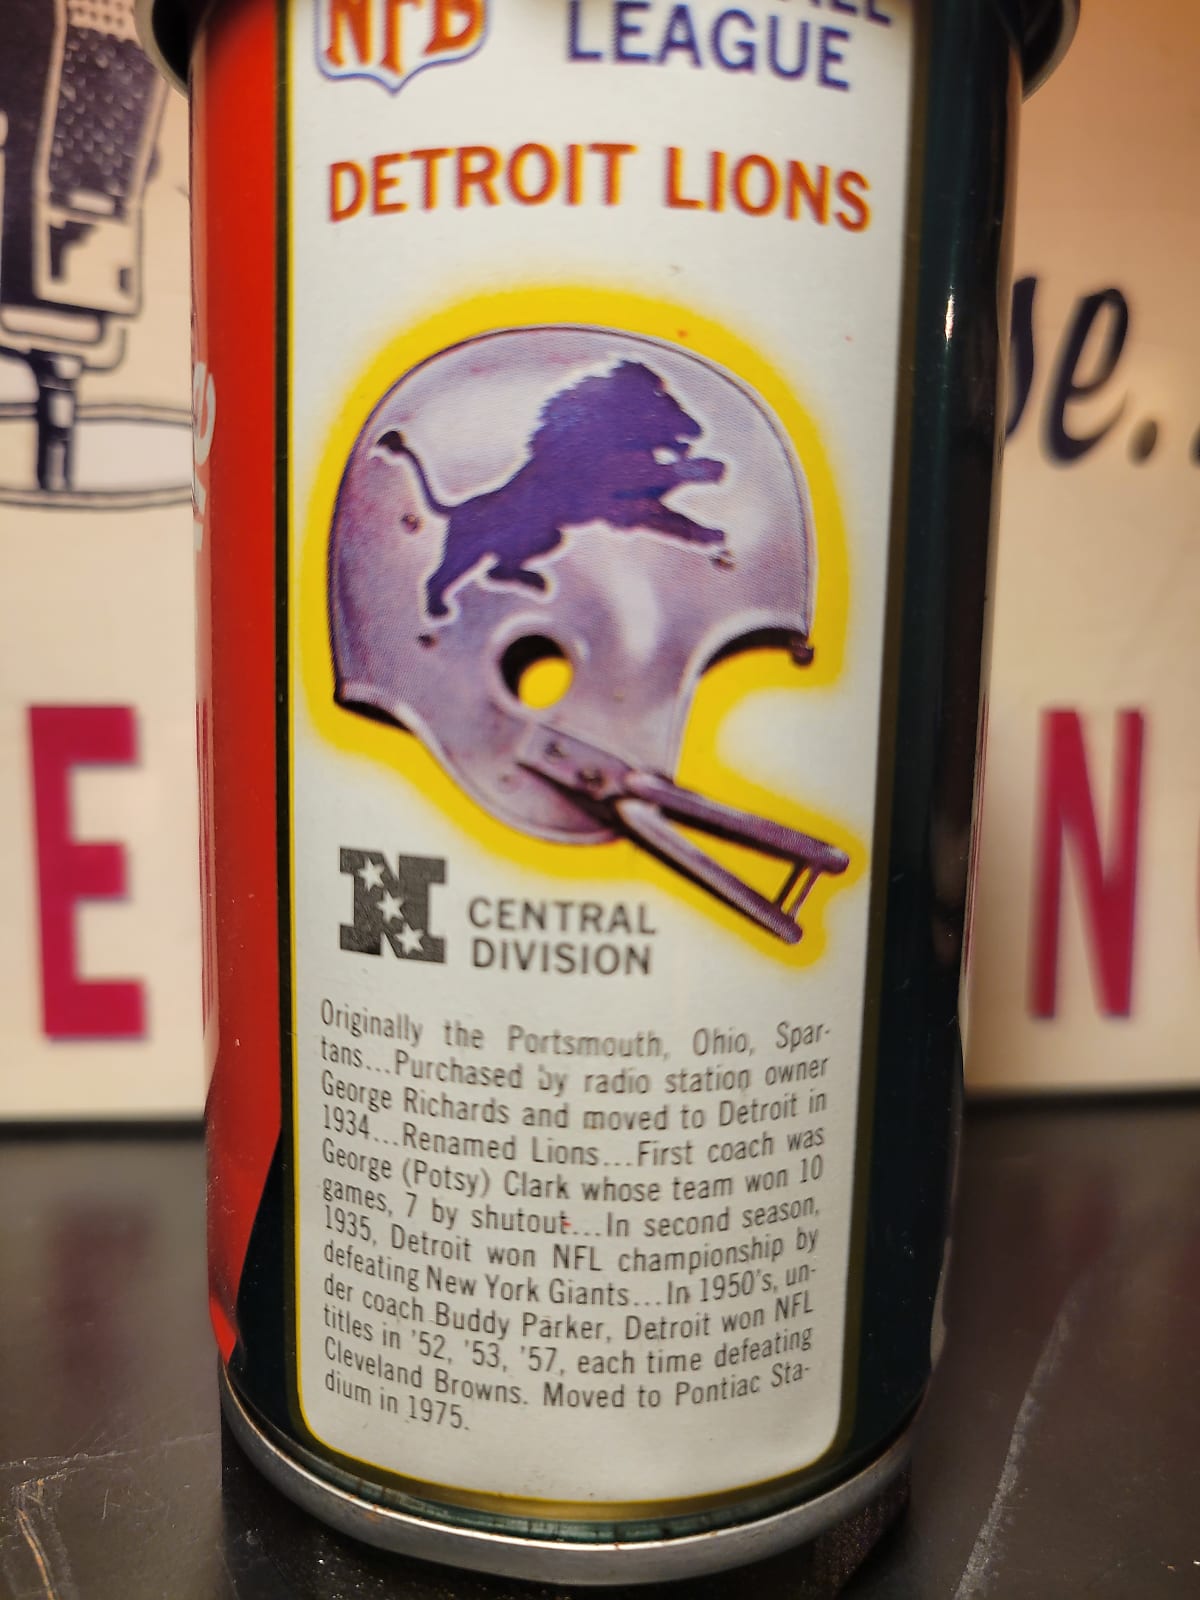 NFB
LEAGUE
DETROIT LIONS
N
CENTRAL
DIVISION
Originally the Portsmouth, Ohio, Spar-
tans...Purchased by radio station owner
George Richards and moved to Detroit in
1934...Renamed Lions...First coach was
George (Potsy) Clark whose team won 10
games, 7 by shutout...In second season,
1935, Detroit won NFL championship by
defeating New York Giants...In 1950's, un-
der coach Buddy Parker, Detroit won NFL
titles in '52, '53, '57, each time defeating
Cleveland Browns. Moved to Pontiac Sta-
dium in 1975.
E
N